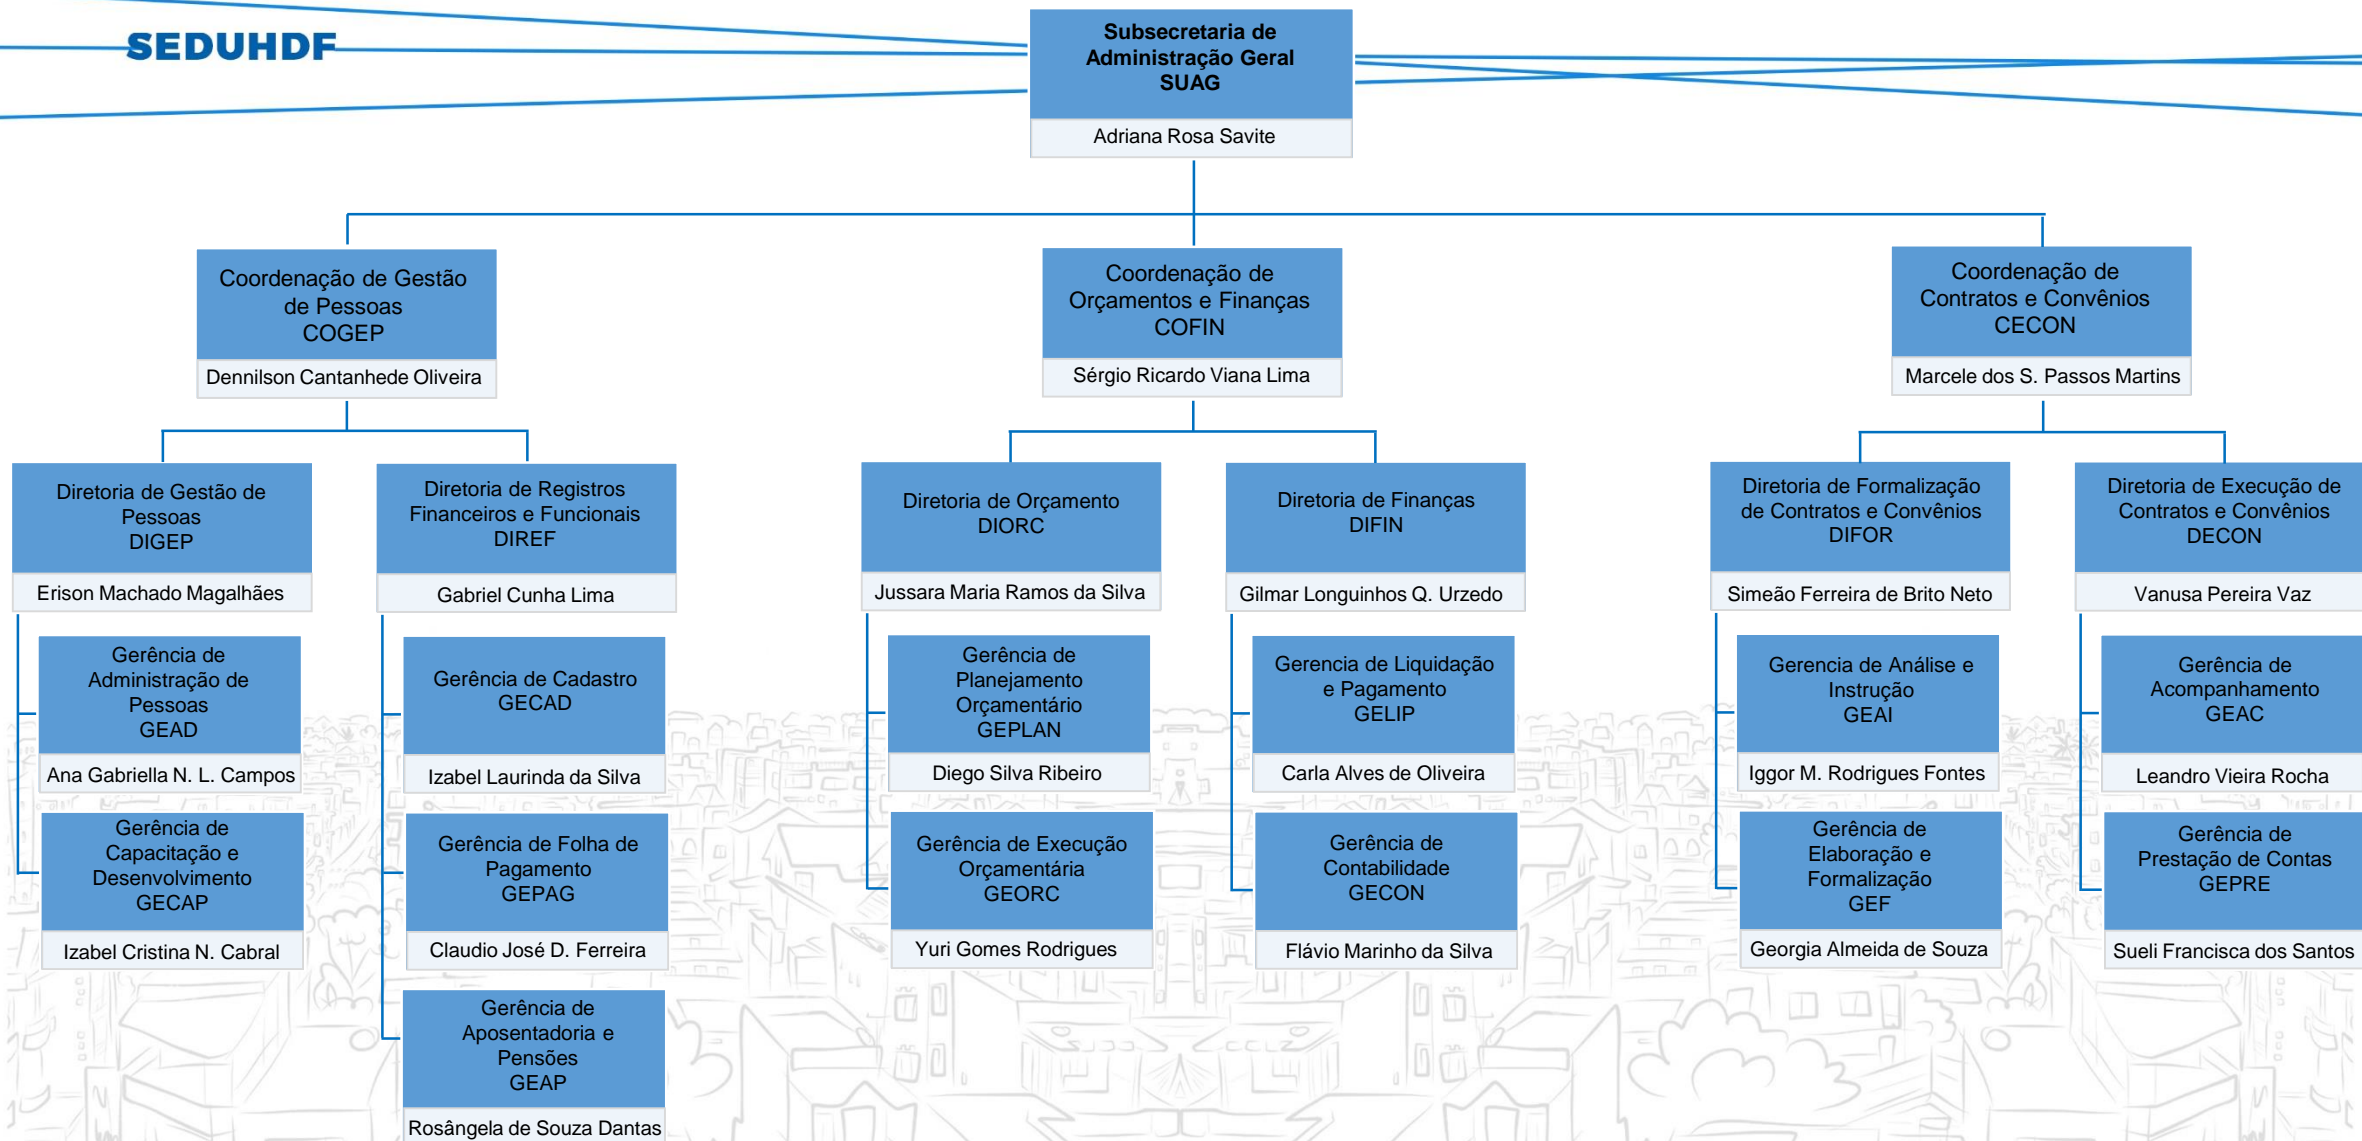 SEDUHDF
Subsecretaria de
Administração Geral
SUAG
Adriana Rosa Savite
Coordenação de Gestão
de Pessoas
COGEP
Dennilson Cantanhede Oliveira
Coordenação de
Orçamentos e Finanças
COFIN
Sérgio Ricardo Viana Lima
Coordenação de
Contratos e Convênios
CECON
Marcele dos S. Passos Martins
Diretoria de Gestão de
Pessoas
DIGEP
Erison Machado Magalhães
Diretoria de Registros
Financeiros e Funcionais
DIREF
Gabriel Cunha Lima
Diretoria de Orçamento
DIORC
Jussara Maria Ramos da Silva
Diretoria de Finanças
DIFIN
Gilmar Longuinhos Q. Urzedo
Diretoria de Formalização
de Contratos e Convênios
DIFOR
Simeão Ferreira de Brito Neto
Diretoria de Execução de
Contratos e Convênios
DECON
Vanusa Pereira Vaz
Gerência de
Administração de
Pessoas
GEAD
Ana Gabriella N. L. Campos
Gerência de Cadastro
GECAD
Izabel Laurinda da Silva
Gerência de
Planejamento
Orçamentário
GEPLAN
Diego Silva Ribeiro
Gerencia de Liquidação
e Pagamento
GELIP
Carla Alves de Oliveira
Gerencia de Análise e
Instrução
GEAI
Iggor M. Rodrigues Fontes
Gerência de
Acompanhamento
GEAC
Leandro Vieira Rocha
Gerência de
Capacitação e
Desenvolvimento
GECAP
Izabel Cristina N. Cabral
Gerência de Folha de
Pagamento
GEPAG
Claudio José D. Ferreira
Gerência de Execução
Orçamentária
GEORC
Yuri Gomes Rodrigues
Gerência de
Contabilidade
GECON
Flávio Marinho da Silva
Gerência de
Elaboração e
Formalização
GEF
Georgia Almeida de Souza
Gerência de
Prestação de Contas
GEPRE
Sueli Francisca dos Santos
Gerência de
Aposentadoria e
Pensões
GEAP
Rosângela de Souza Dantas